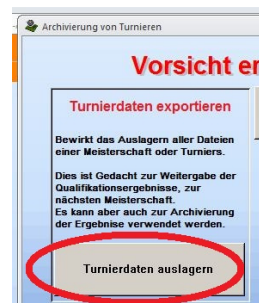 Archivierung von Turnieren
Vorsicht
Turnierdaten exportieren
Bewirkt das Auslagern aller Dateien
einer Meisterschaft oder Turniers.
Dies ist Gedacht zur Weitergabe der
Qualifikationsergebnisse, zur
nächsten Meisterschaft.
Es kann aber auch zur Archivierung
der Ergebnise verwendet werden.
Turnierdaten auslagern